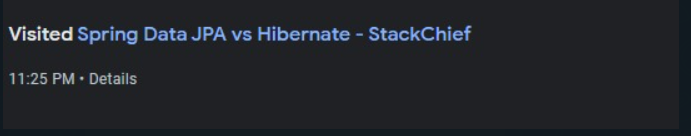 Visited Spring Data JPA vs Hibernate - StackChief
11:25 PM • Details